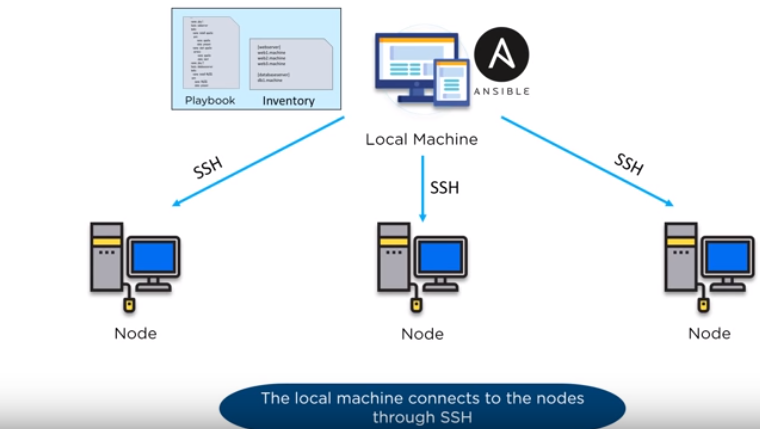 [webserver]
web1.machine
web2.machine
web3.machine
[databaseserver]
db1.machine
Playbook
Inventory
ANSIBLE
Local Machine
SSH
SSH
SSH
Node
Node
Node
The local machine connects to the nodes
through SSH